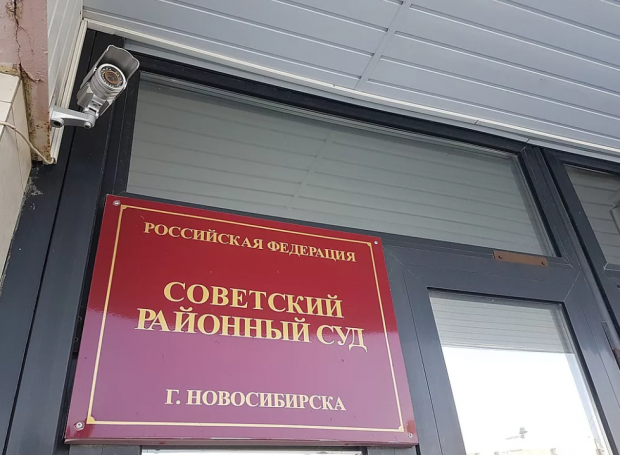 РОССИЙСКАЯ ФЕДЕРАЦИЯ
СОВЕТСКИЙ
РАЙОННЫЙ СУД
Г. НОВОСИБИРСКА